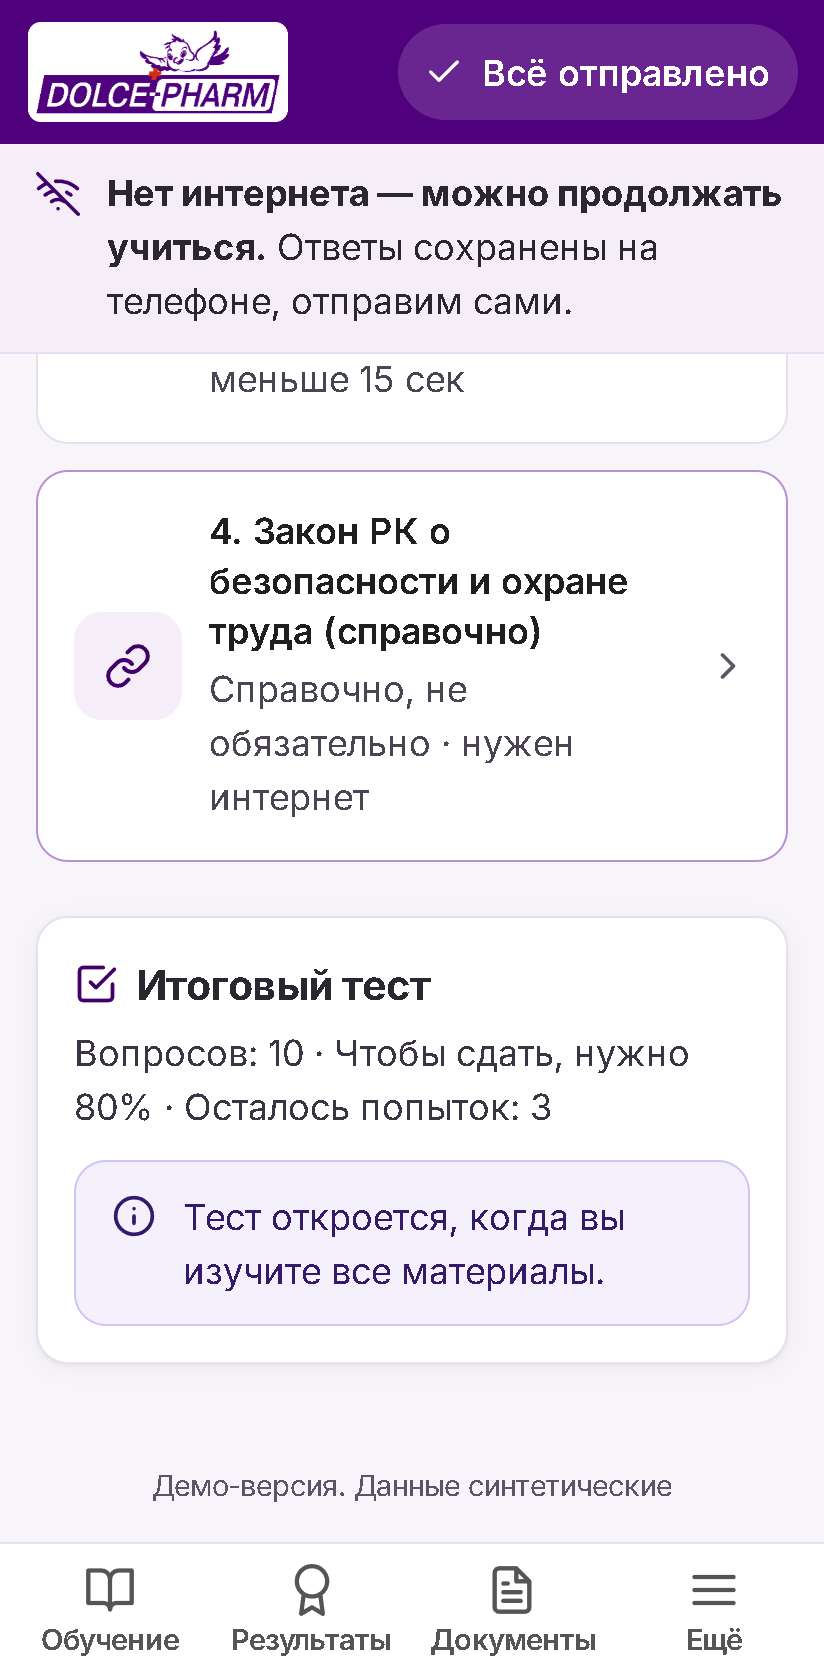 DOLCE-PHARM
Всё отправлено
Нет интернета — можно продолжать
учиться. Ответы сохранены на
телефоне, отправим сами.
меньше 15 сек
4. Закон РК о
безопасности и охране
труда (справочно)
Справочно, не
обязательно · нужен
интернет
Итоговый тест
Вопросов: 10 · Чтобы сдать, нужно
80% · Осталось попыток: 3
Тест откроется, когда вы
изучите все материалы.
Демо-версия. Данные синтетические
Обучение
Результаты
Документы
Ещё